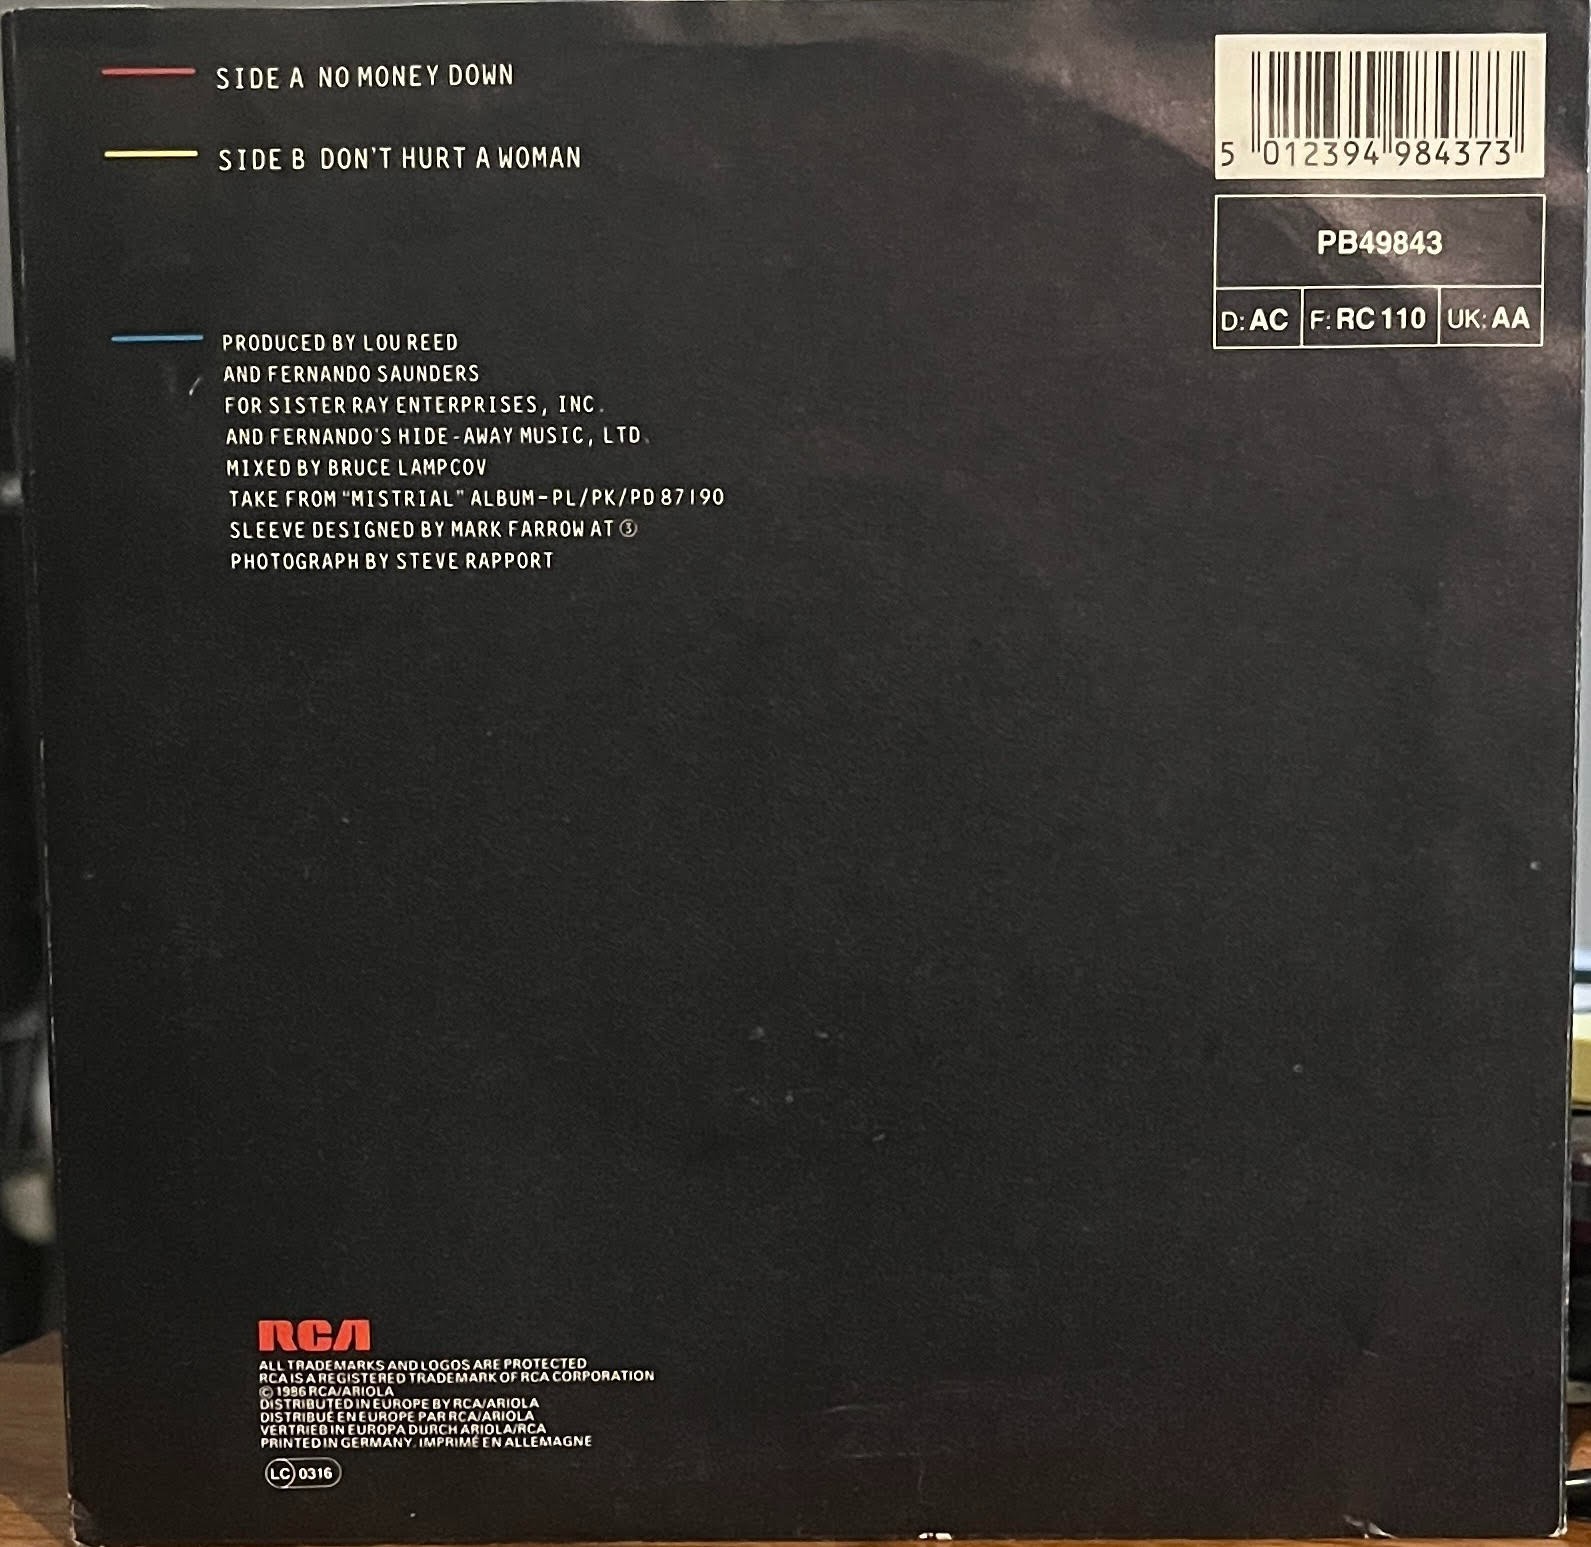 SIDE A NO MONEY DOWN
SIDE B DON'T HURT A WOMAN
5 012394 984373
PB49843
D: AC F: RC 110 UK: AA
PRODUCED BY LOU REED
AND FERNANDO SAUNDERS
FOR SISTER RAY ENTERPRISES, INC.
AND FERNANDO'S HIDE-AWAY MUSIC, LTD.
MIXED BY BRUCE LAMPCOV
TAKE FROM "MISTRIAL" ALBUM-PL/PK/PD 87190
SLEEVE DESIGNED BY MARK FARROW AT ③
PHOTOGRAPH BY STEVE RAPPORT
RCA
ALL TRADEMARKS AND LOGOS ARE PROTECTED
RCA IS A REGISTERED TRADEMARK OF RCA CORPORATION
© 1986 RCA/ARIOLA
DISTRIBUTED IN EUROPE BY RCA/ARIOLA
DISTRIBUÉ EN EUROPE PAR RCA/ARIOLA
VERTRIEB IN EUROPA DURCH ARIOLA/RCA
PRINTED IN GERMANY. IMPRIMÉ EN ALLEMAGNE
LC 0316